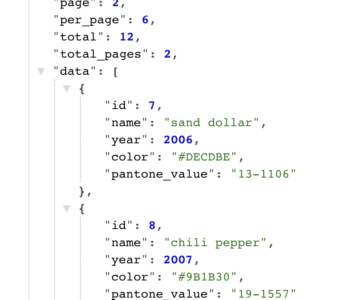 "page": 2,
"per_page": 6,
"total": 12,
"total_pages": 2,
"data": [
{
"id": 7,
"name": "sand dollar",
"year": 2006,
"color": "#DECDBE",
"pantone_value": "13-1106"
},
{
"id": 8,
"name": "chili pepper",
"year": 2007,
"color": "#9B1B30",
"pantone_value": "19-1557"